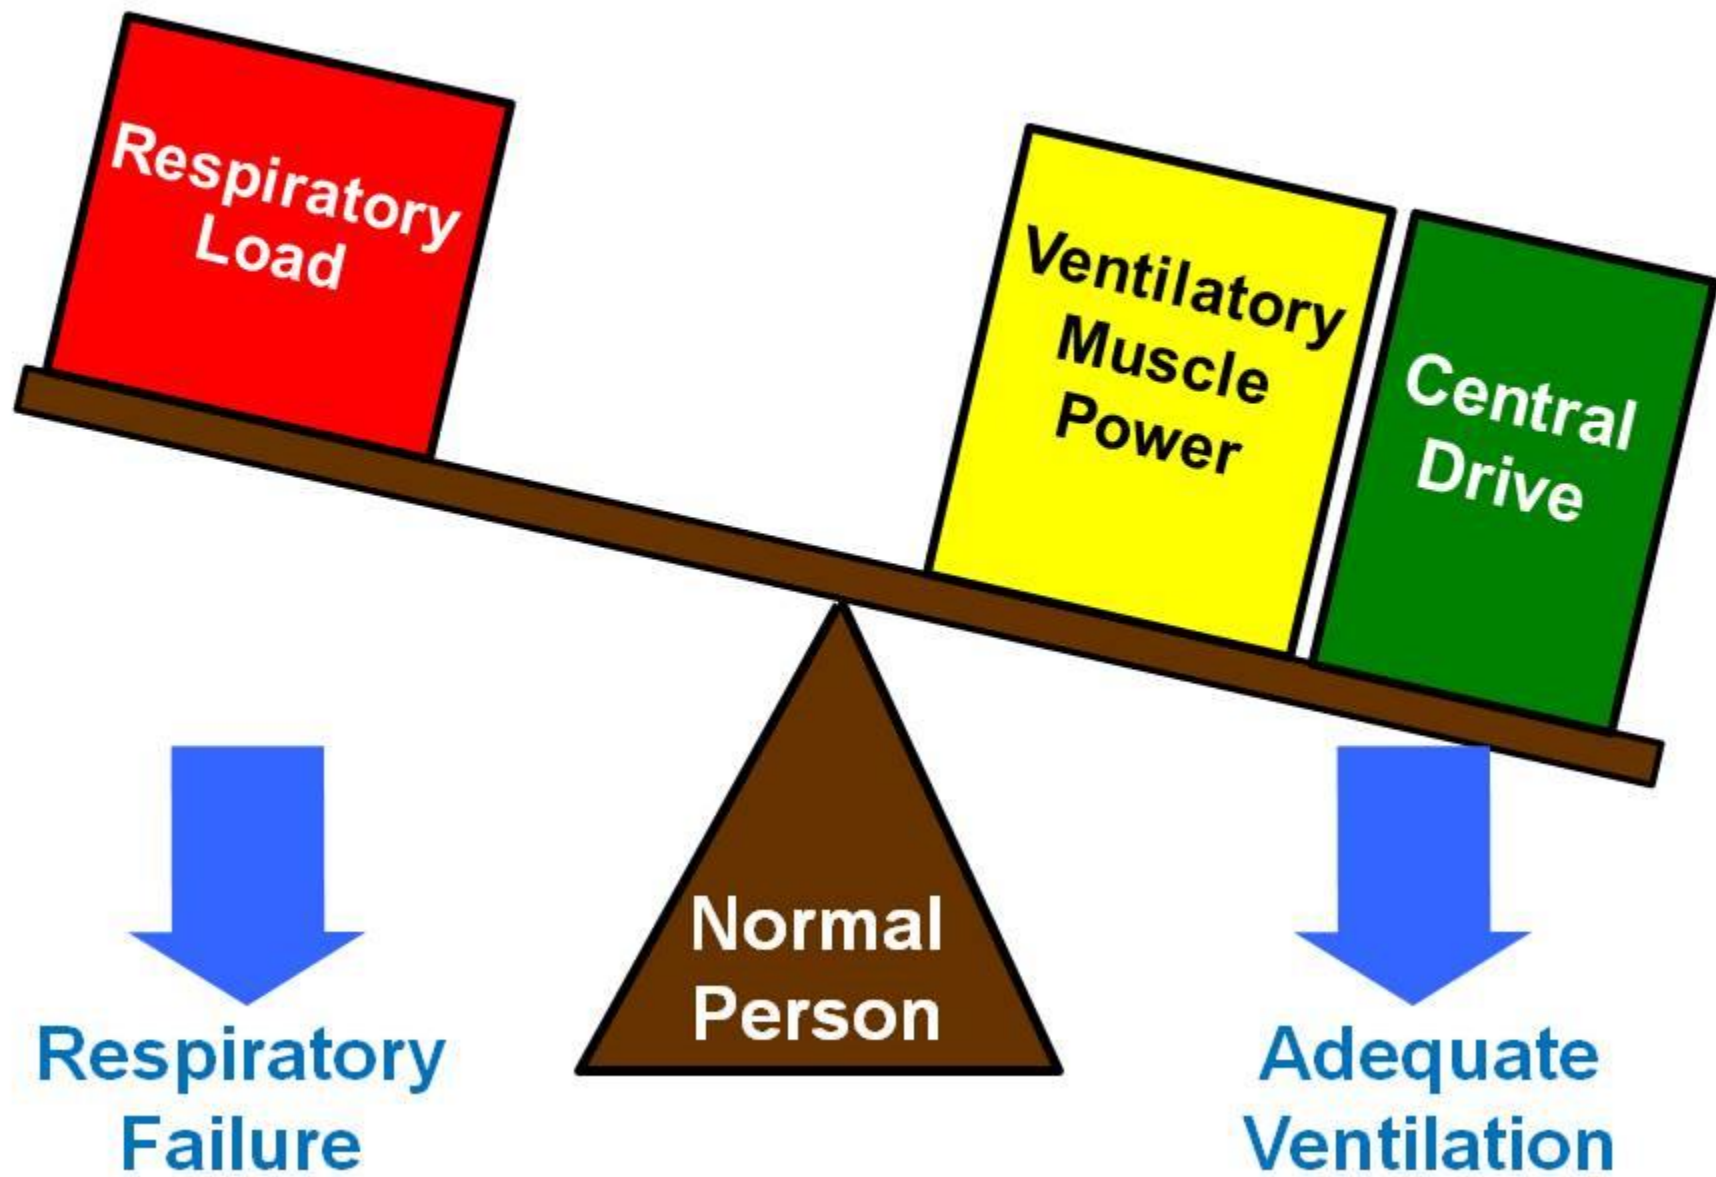 Respiratory
Load
Ventilatory
Muscle
Power
Central
Drive
Normal
Person
Respiratory
Failure
Adequate
Ventilation